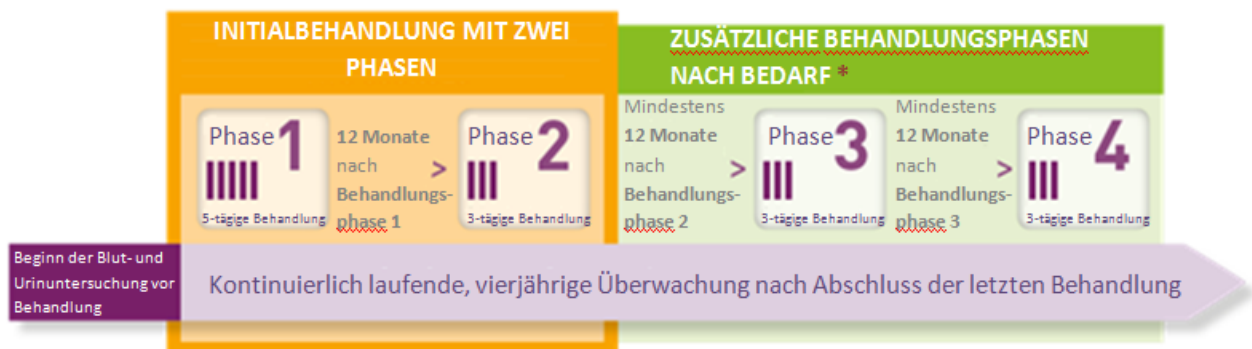 INITIALBEHANDLUNG MIT ZWEI
PHASEN
ZUSÄTZLICHE BEHANDLUNGSPHASEN
NACH BEDARF *
Phase 1
5-tägige Behandlung
12 Monate
nach
Behandlungs-
phase 1
>
Phase 2
3-tägige Behandlung
Mindestens
12 Monate
nach
Behandlungs-
phase 2
>
Phase 3
3-tägige Behandlung
Mindestens
12 Monate
nach
Behandlungs-
phase 3
>
Phase 4
3-tägige Behandlung
Beginn der Blut- und
Urinuntersuchung vor
Behandlung
Kontinuierlich laufende, vierjährige Überwachung nach Abschluss der letzten Behandlung